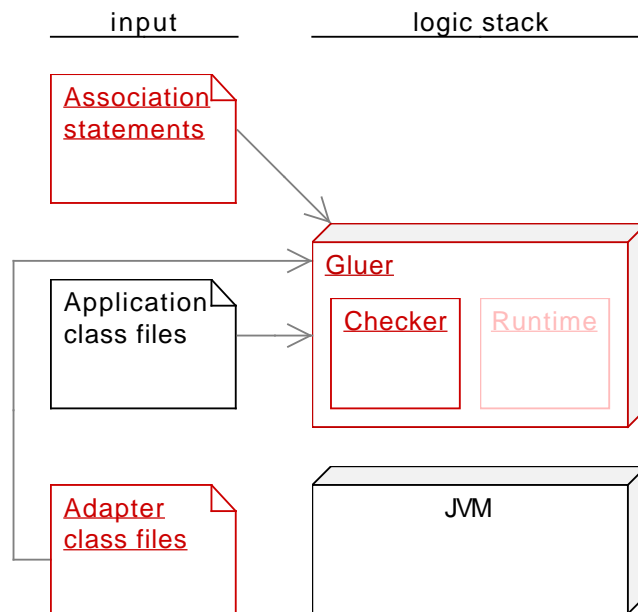 input
logic stack
Association
statements
Gluer
Application
class files
Checker
Runtime
Adapter
class files
JVM